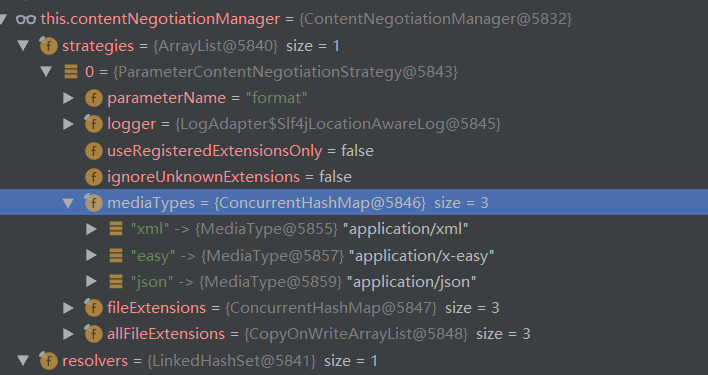 this.contentNegotiationManager = {ContentNegotiationManager@5832}
f strategies = {ArrayList@5840} size = 1
0 = {ParameterContentNegotiationStrategy@5843}
f parameterName = "format"
f logger = {LogAdapter$Slf4jLocationAwareLog@5845}
f useRegisteredExtensionsOnly = false
f ignoreUnknownExtensions = false
f mediaTypes = {ConcurrentHashMap@5846} size = 3
"xml" -> {MediaType@5855} "application/xml"
"easy" -> {MediaType@5857} "application/x-easy"
"json" -> {MediaType@5859} "application/json"
f fileExtensions = {ConcurrentHashMap@5847} size = 3
f allFileExtensions = {CopyOnWriteArrayList@5848} size = 3
f resolvers = {LinkedHashSet@5841} size = 1